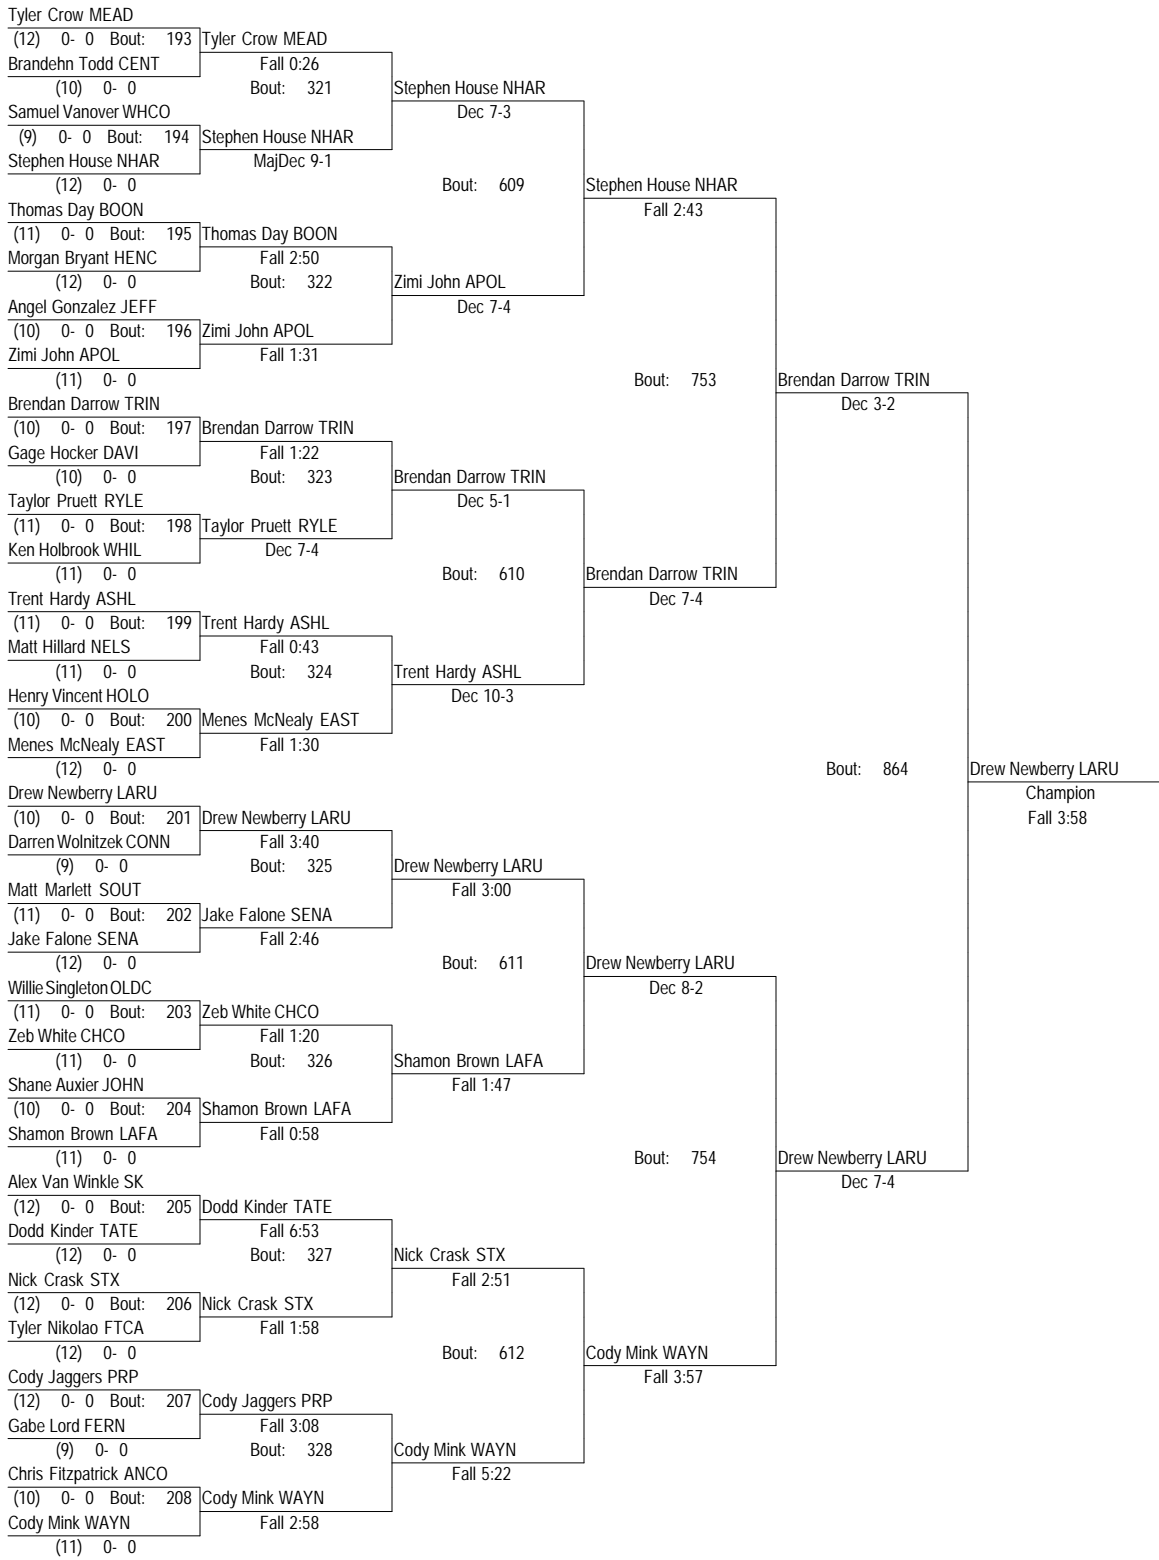 Tyler Crow MEAD
(12) 0- 0 Bout: 193 Tyler Crow MEAD
Brandehn Todd CENT Fall 0:26
(10) 0- 0 Bout: 321 Stephen House NHAR
Samuel Vanover WHCO Dec 7-3
(9) 0- 0 Bout: 194 Stephen House NHAR
Stephen House NHAR MajDec 9-1
(12) 0- 0 Bout: 609 Stephen House NHAR
Thomas Day BOON Fall 2:43
(11) 0- 0 Bout: 195 Thomas Day BOON
Morgan Bryant HENC Fall 2:50
(12) 0- 0 Bout: 322 Zimi John APOL
Angel Gonzalez JEFF Dec 7-4
(10) 0- 0 Bout: 196 Zimi John APOL
Zimi John APOL Fall 1:31
(11) 0- 0 Bout: 753 Brendan Darrow TRIN
Brendan Darrow TRIN Dec 3-2
(10) 0- 0 Bout: 197 Brendan Darrow TRIN
Gage Hocker DAVI Fall 1:22
(10) 0- 0 Bout: 323 Brendan Darrow TRIN
Taylor Pruett RYLE Dec 5-1
(11) 0- 0 Bout: 198 Taylor Pruett RYLE
Ken Holbrook WHIL Dec 7-4
(11) 0- 0 Bout: 610 Brendan Darrow TRIN
Trent Hardy ASHL Dec 7-4
(11) 0- 0 Bout: 199 Trent Hardy ASHL
Matt Hillard NELS Fall 0:43
(11) 0- 0 Bout: 324 Trent Hardy ASHL
Henry Vincent HOLO Dec 10-3
(10) 0- 0 Bout: 200 Menes McNealy EAST
Menes McNealy EAST Fall 1:30
(12) 0- 0 Bout: 864 Drew Newberry LARU
Drew Newberry LARU Champion
(10) 0- 0 Bout: 201 Drew Newberry LARU Fall 3:58
Darren Wolnitzek CONN Fall 3:40
(9) 0- 0 Bout: 325 Drew Newberry LARU
Matt Marlett SOUT Fall 3:00
(11) 0- 0 Bout: 202 Jake Falone SENA
Jake Falone SENA Fall 2:46
(12) 0- 0 Bout: 611 Drew Newberry LARU
Willie Singleton OLDC Dec 8-2
(11) 0- 0 Bout: 203 Zeb White CHCO
Zeb White CHCO Fall 1:20
(11) 0- 0 Bout: 326 Shamon Brown LAFA
Shane Auxier JOHN Fall 1:47
(10) 0- 0 Bout: 204 Shamon Brown LAFA
Shamon Brown LAFA Fall 0:58
(11) 0- 0 Bout: 754 Drew Newberry LARU
Alex Van Winkle SK Dec 7-4
(12) 0- 0 Bout: 205 Dodd Kinder TATE
Dodd Kinder TATE Fall 6:53
(12) 0- 0 Bout: 327 Nick Crask STX
Nick Crask STX Fall 2:51
(12) 0- 0 Bout: 206 Nick Crask STX
Tyler Nikolao FTCA Fall 1:58
(12) 0- 0 Bout: 612 Cody Mink WAYN
Cody Jaggers PRP Fall 3:57
(12) 0- 0 Bout: 207 Cody Jaggers PRP
Gabe Lord FERN Fall 3:08
(9) 0- 0 Bout: 328 Cody Mink WAYN
Chris Fitzpatrick ANCO Fall 5:22
(10) 0- 0 Bout: 208 Cody Mink WAYN
Cody Mink WAYN Fall 2:58
(11) 0- 0